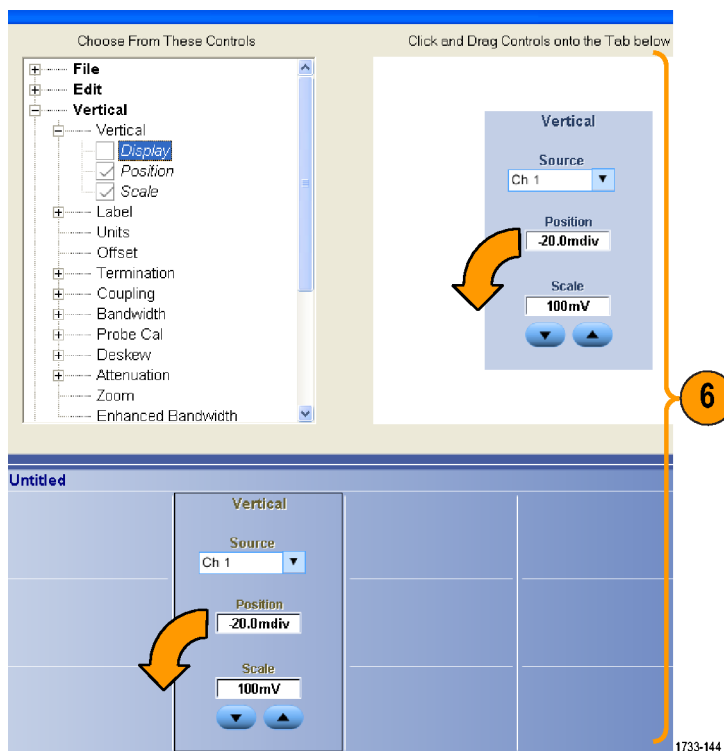 Choose From These Controls
Click and Drag Controls onto the Tab below
File
Edit
Vertical
Vertical
Display
Position
Scale
Label
Units
Offset
Termination
Coupling
Bandwidth
Probe Cal
Deskew
Attenuation
Zoom
Enhanced Bandwidth
Vertical
Source
Ch 1
Position
-20.0mdiv
Scale
100mV
6
Untitled
Vertical
Source
Ch 1
Position
-20.0mdiv
Scale
100mV
1733-144